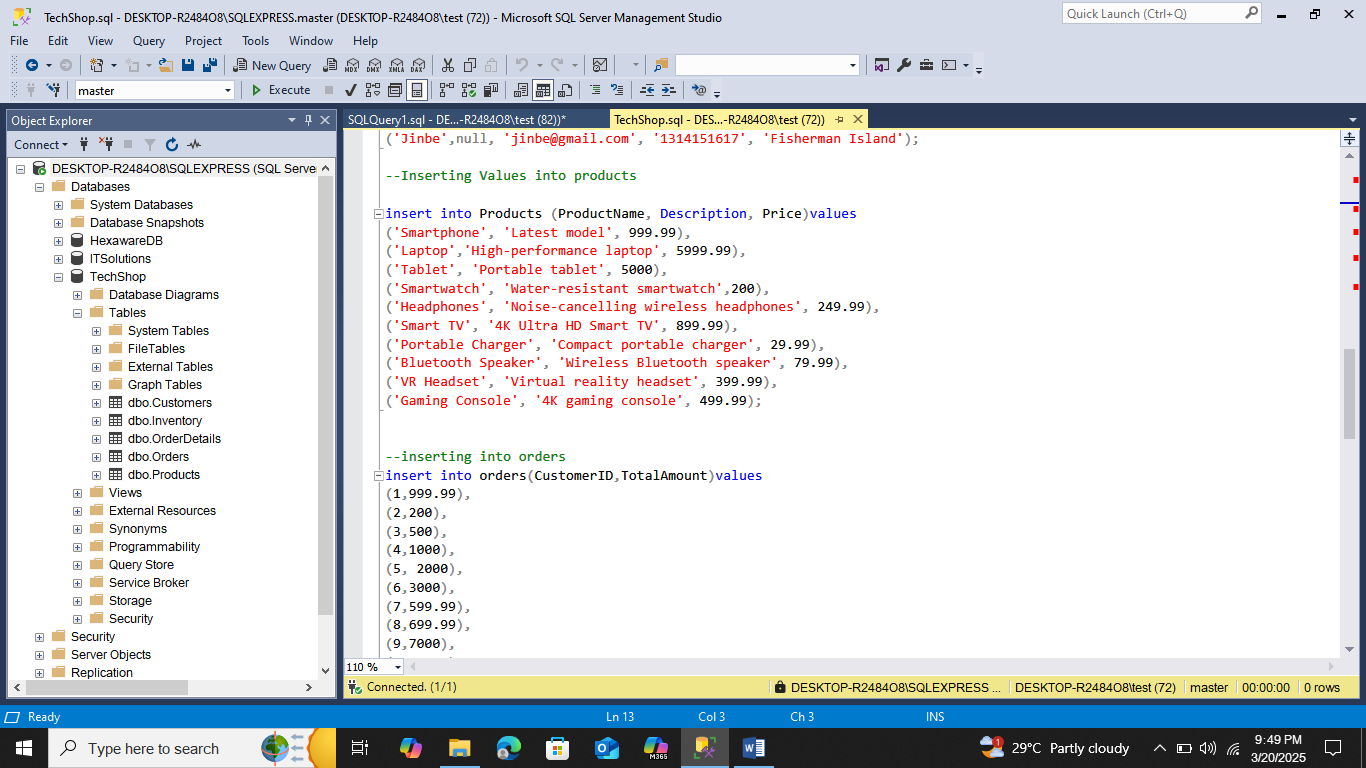 TechShop.sql - DESKTOP-R2484O8\SQLEXPRESS.master (DESKTOP-R2484O8\test (72)) - Microsoft SQL Server Management Studio
Quick Launch (Ctrl+Q)
File Edit View Query Project Tools Window Help
New Query
MDX DMX XMLA DAX
master
Execute
Object Explorer
Connect
DESKTOP-R2484O8\SQLEXPRESS (SQL Serve
Databases
System Databases
Database Snapshots
HexawareDB
ITSolutions
TechShop
Database Diagrams
Tables
System Tables
FileTables
External Tables
Graph Tables
dbo.Customers
dbo.Inventory
dbo.OrderDetails
dbo.Orders
dbo.Products
Views
External Resources
Synonyms
Programmability
Query Store
Service Broker
Storage
Security
Security
Server Objects
Replication
SQLQuery1.sql - DE...-R2484O8\test (82))*
TechShop.sql - DES...-R2484O8\test (72))
('Jinbe',null, 'jinbe@gmail.com', '1314151617', 'Fisherman Island');
--Inserting Values into products
insert into Products (ProductName, Description, Price)values
('Smartphone', 'Latest model', 999.99),
('Laptop','High-performance laptop', 5999.99),
('Tablet', 'Portable tablet', 5000),
('Smartwatch', 'Water-resistant smartwatch',200),
('Headphones', 'Noise-cancelling wireless headphones', 249.99),
('Smart TV', '4K Ultra HD Smart TV', 899.99),
('Portable Charger', 'Compact portable charger', 29.99),
('Bluetooth Speaker', 'Wireless Bluetooth speaker', 79.99),
('VR Headset', 'Virtual reality headset', 399.99),
('Gaming Console', '4K gaming console', 499.99);
--inserting into orders
insert into orders(CustomerID,TotalAmount)values
(1,999.99),
(2,200),
(3,500),
(4,1000),
(5, 2000),
(6,3000),
(7,599.99),
(8,699.99),
(9,7000),
110 %
Connected. (1/1)
DESKTOP-R2484O8\SQLEXPRESS ... DESKTOP-R2484O8\test (72) master 00:00:00 0 rows
Ready Ln 13 Col 3 Ch 3 INS
Type here to search
M365
1
29°C Partly cloudy
9:49 PM
3/20/2025